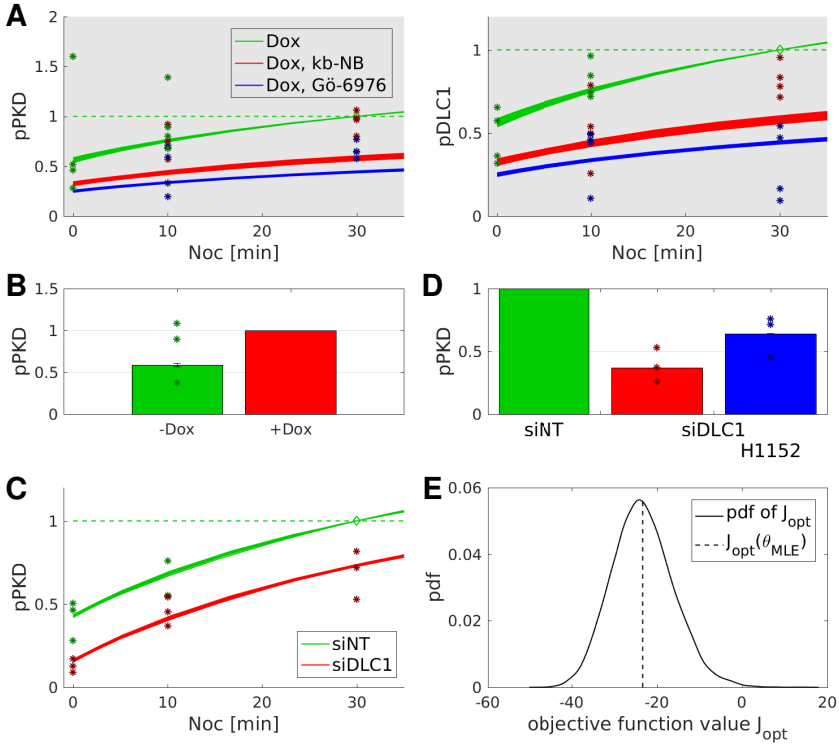 A
2
1.5
1
0.5
0
pPKD
Dox
Dox, kb-NB
Dox, Gö-6976
0
10
20
30
Noc [min]
1
0.5
0
pDLC1
0
10
20
30
Noc [min]
B
1.5
1
0.5
0
pPKD
-Dox
+Dox
D
1
0.5
0
pPKD
siNT
siDLC1
H1152
C
1
0.5
0
pPKD
siNT
siDLC1
0
10
20
30
Noc [min]
E
0.06
0.04
0.02
0
pdf
pdf of Jopt
Jopt(θMLE)
-60
-40
-20
0
20
objective function value Jopt